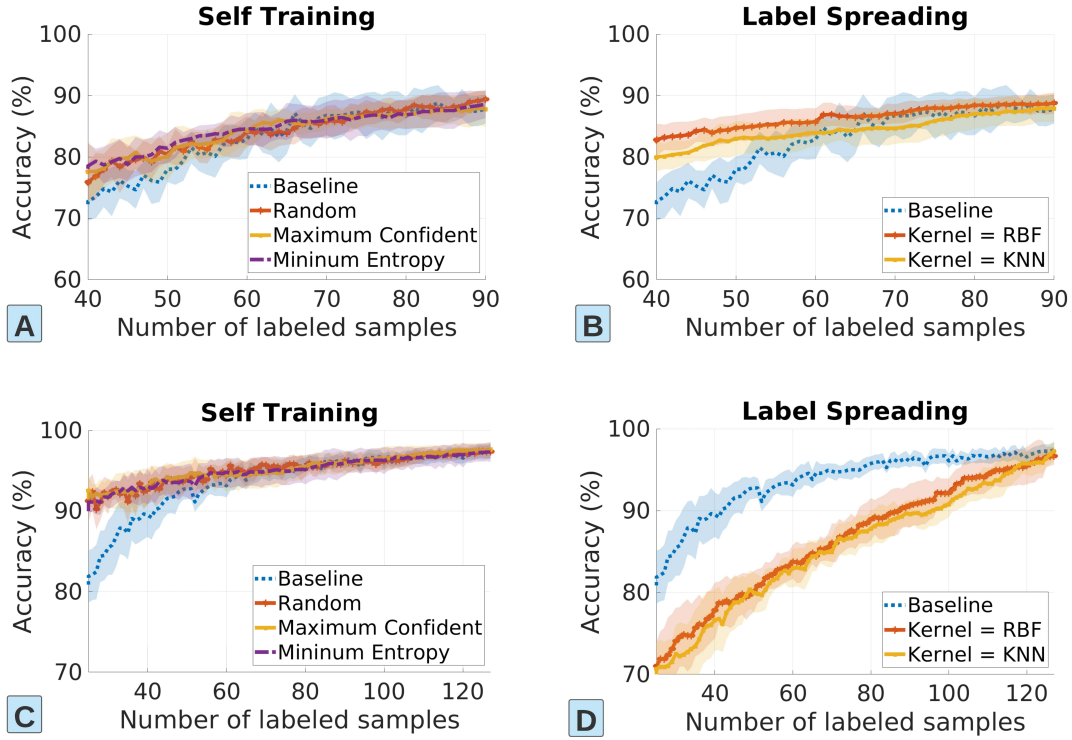 Self Training
Accuracy (%)
100
90
80
70
60
40 50 60 70 80 90
Number of labeled samples
Baseline
Random
Maximum Confident
Mininum Entropy
A
Label Spreading
Accuracy (%)
100
90
80
70
60
40 50 60 70 80 90
Number of labeled samples
Baseline
Kernel = RBF
Kernel = KNN
B
Self Training
Accuracy (%)
100
90
80
70
40 60 80 100 120
Number of labeled samples
Baseline
Random
Maximum Confident
Mininum Entropy
C
Label Spreading
Accuracy (%)
100
90
80
70
40 60 80 100 120
Number of labeled samples
Baseline
Kernel = RBF
Kernel = KNN
D